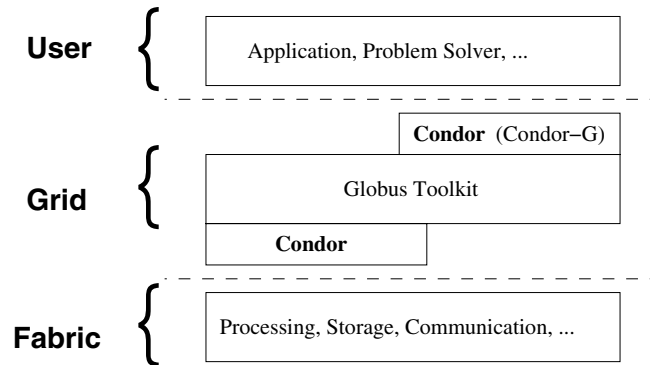 User
Application, Problem Solver, ...
Condor (Condor−G)
Grid
Globus Toolkit
Condor
Fabric
Processing, Storage, Communication, ...